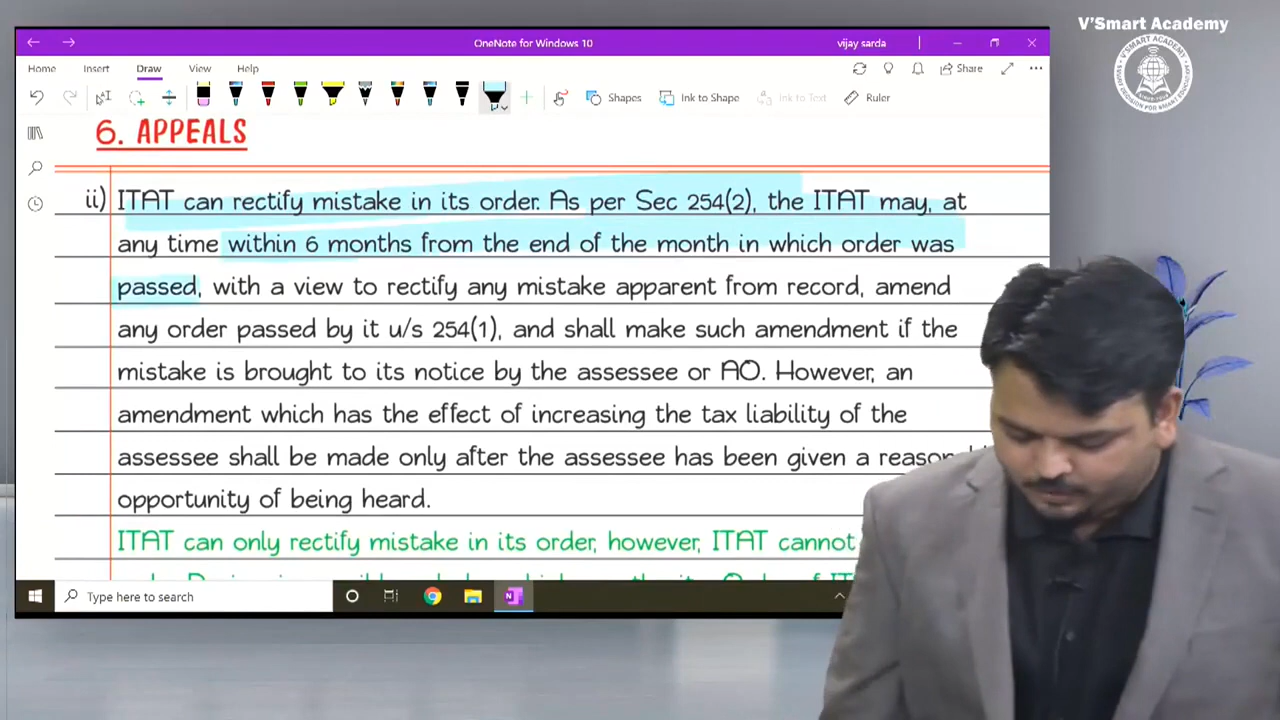 V'Smart Academy
OneNote for Windows 10
vijay sarda
Home Insert Draw View Help
Share
Shapes Ink to Shape Ink to Text Ruler
6. APPEALS
ii) ITAT can rectify mistake in its order. As per Sec 254(2), the ITAT may, at
any time within 6 months from the end of the month in which order was
passed, with a view to rectify any mistake apparent from record, amend
any order passed by it u/s 254(1), and shall make such amendment if the
mistake is brought to its notice by the assessee or AO. However, an
amendment which has the effect of increasing the tax liability of the
assessee shall be made only after the assessee has been given a
opportunity of being heard.
ITAT can only rectify mistake in its order, however, ITAT cannot
Type here to search